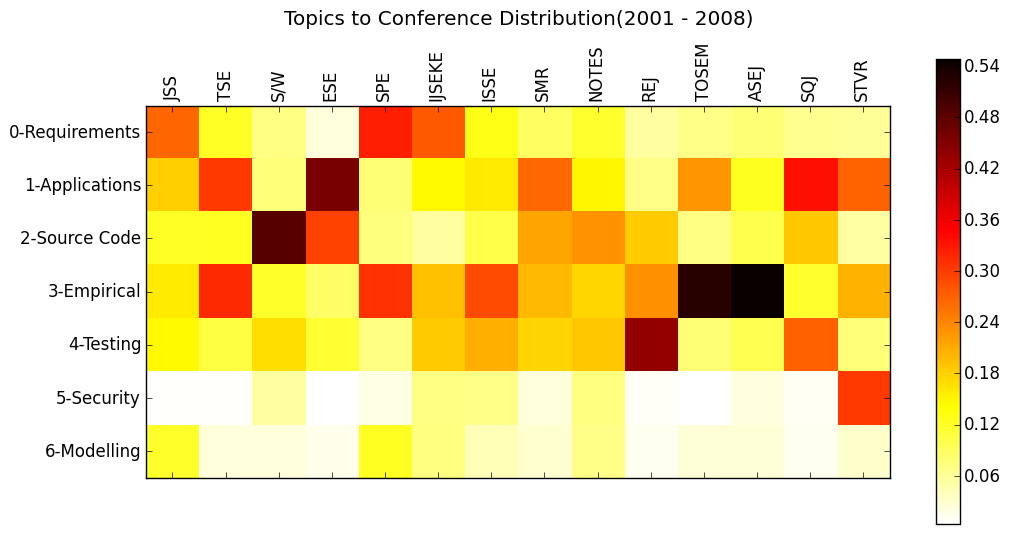 Topics to Conference Distribution(2001 - 2008)
JSS
TSE
S/W
ESE
SPE
IJSEKE
ISSE
SMR
NOTES
REJ
TOSEM
ASEJ
SQJ
STVR
0-Requirements
1-Applications
2-Source Code
3-Empirical
4-Testing
5-Security
6-Modelling
0.54
0.48
0.42
0.36
0.30
0.24
0.18
0.12
0.06